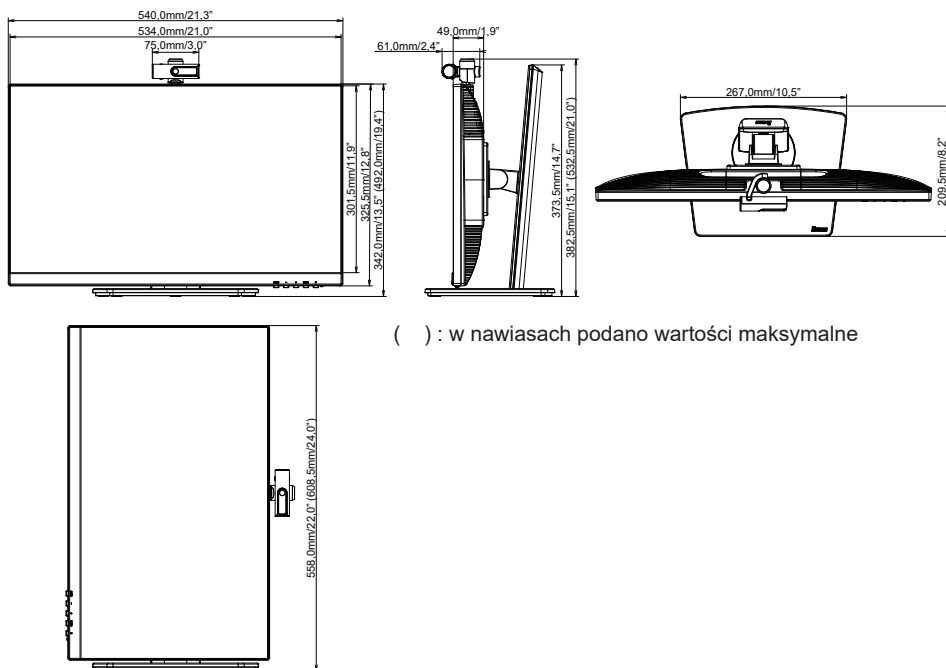 540,0mm/21,3”
534,0mm/21,0”
75,0mm/3,0”
301,5mm/11,9”
325,5mm/12,8”
342,0mm/13,5” (492,0mm/19,4”)
49,0mm/1,9”
61,0mm/2,4”
373,5mm/14,7”
382,5mm/15,1” (532,5mm/21,0”)
267,0mm/10,5”
209,5mm/8,2”
( ) : w nawiasach podano wartości maksymalne
558,0mm/22,0” (608,5mm/24,0”)